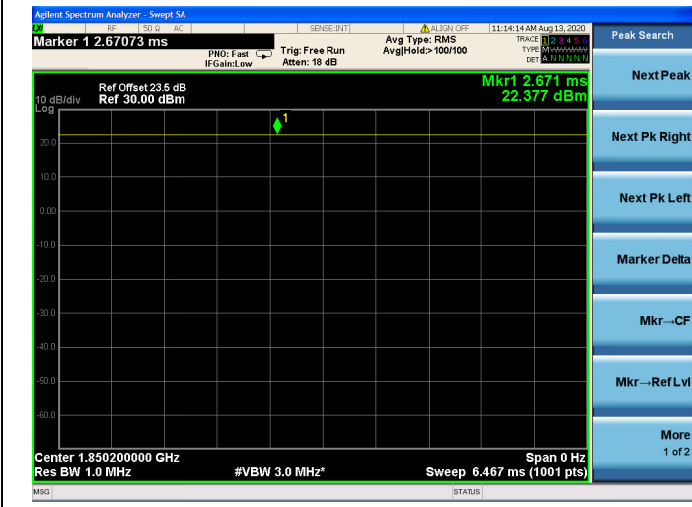 Agilent Spectrum Analyzer - Swept SA
RF 50 Ω AC SENSE:INT ALIGN OFF 11:14:14 AM Aug 13, 2020
Marker 1 2.67073 ms
PNO: Fast
IFGain:Low
Trig: Free Run
Atten: 18 dB
Avg Type: RMS
Avg|Hold:>100/100
TRACE 1 2 3 4 5 6
TYPE M
DET A N N N N N
Peak Search
Ref Offset 23.5 dB
Ref 30.00 dBm
10 dB/div
Log
Mkr1 2.671 ms
22.377 dBm
1
20.0
10.0
0.00
-10.0
-20.0
-30.0
-40.0
-50.0
-60.0
Center 1.850200000 GHz
Span 0 Hz
Res BW 1.0 MHz
#VBW 3.0 MHz*
Sweep 6.467 ms (1001 pts)
MSG
STATUS
Next Peak
Next Pk Right
Next Pk Left
Marker Delta
Mkr→CF
Mkr→Ref Lvl
More
1 of 2